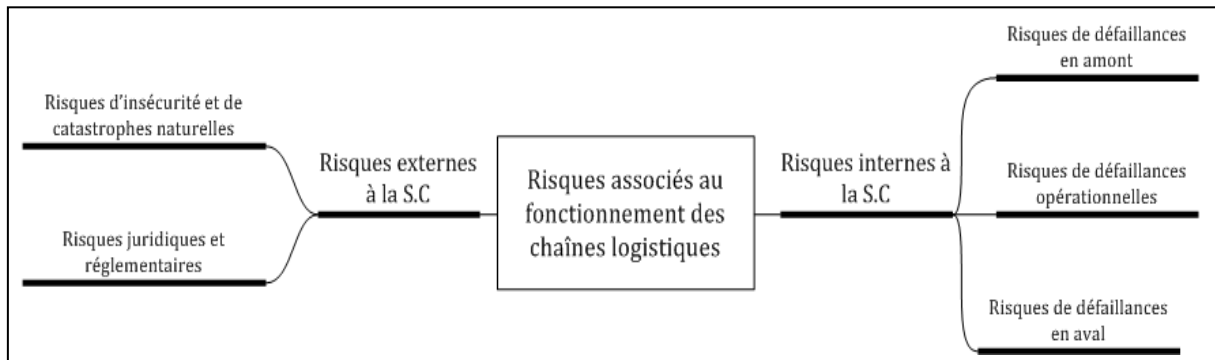 Risques d'insécurité et de
catastrophes naturelles
Risques juridiques et
réglementaires
Risques externes
à la S.C
Risques associés au
fonctionnement des
chaînes logistiques
Risques internes à
la S.C
Risques de défaillances
en amont
Risques de défaillances
opérationnelles
Risques de défaillances
en aval